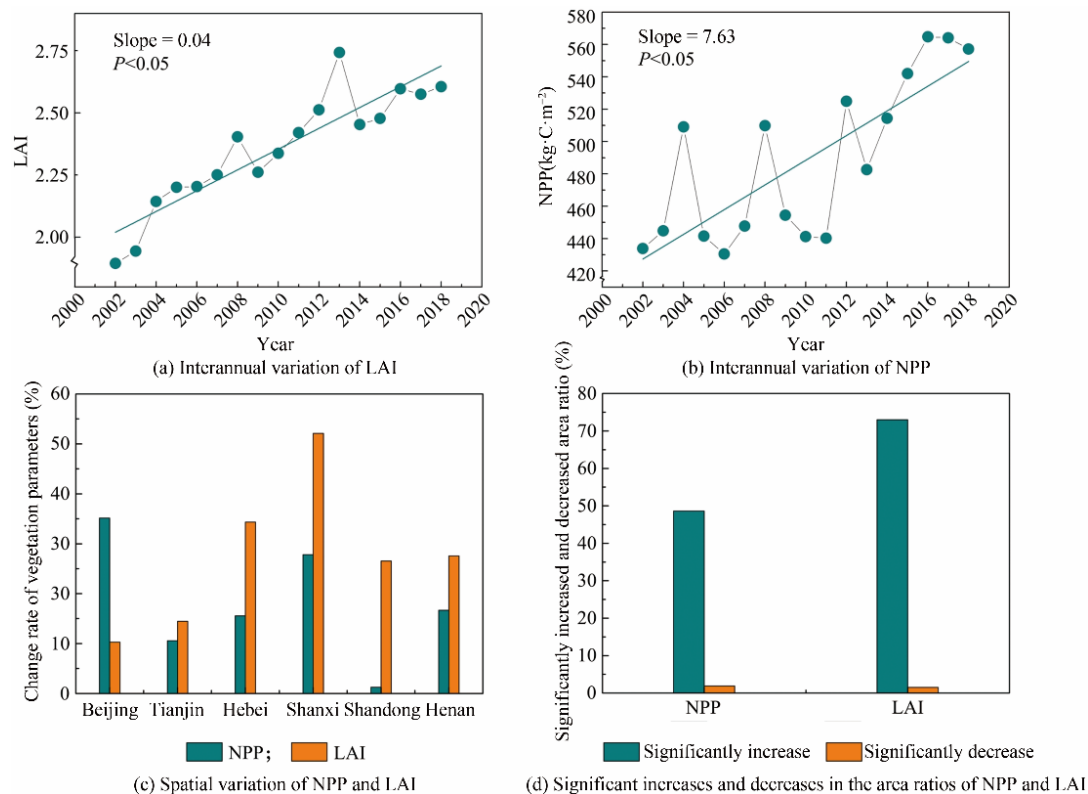 Slope = 0.04
P<0.05
LAI
2.75
2.50
2.25
2.00
2000
2002
2004
2006
2008
2010
2012
2014
2016
2018
2020
Year
(a) Interannual variation of LAI
Slope = 7.63
P<0.05
NPP(kg·C·m⁻²)
580
560
540
520
500
480
460
440
420
2000
2002
2004
2006
2008
2010
2012
2014
2016
2018
2020
Year
(b) Interannual variation of NPP
Change rate of vegetation parameters (%)
60
50
30
30
30
10
0
Beijing
Tianjin
Hebei
Shanxi
Shandong
Henan
NPP;
LAI
(c) Spatial variation of NPP and LAI
Significantly increased and decreased area ratio (%)
80
70
60
50
40
30
20
10
0
NPP
LAI
Significantly increase
Significantly decrease
(d) Significant increases and decreases in the area ratios of NPP and LAI